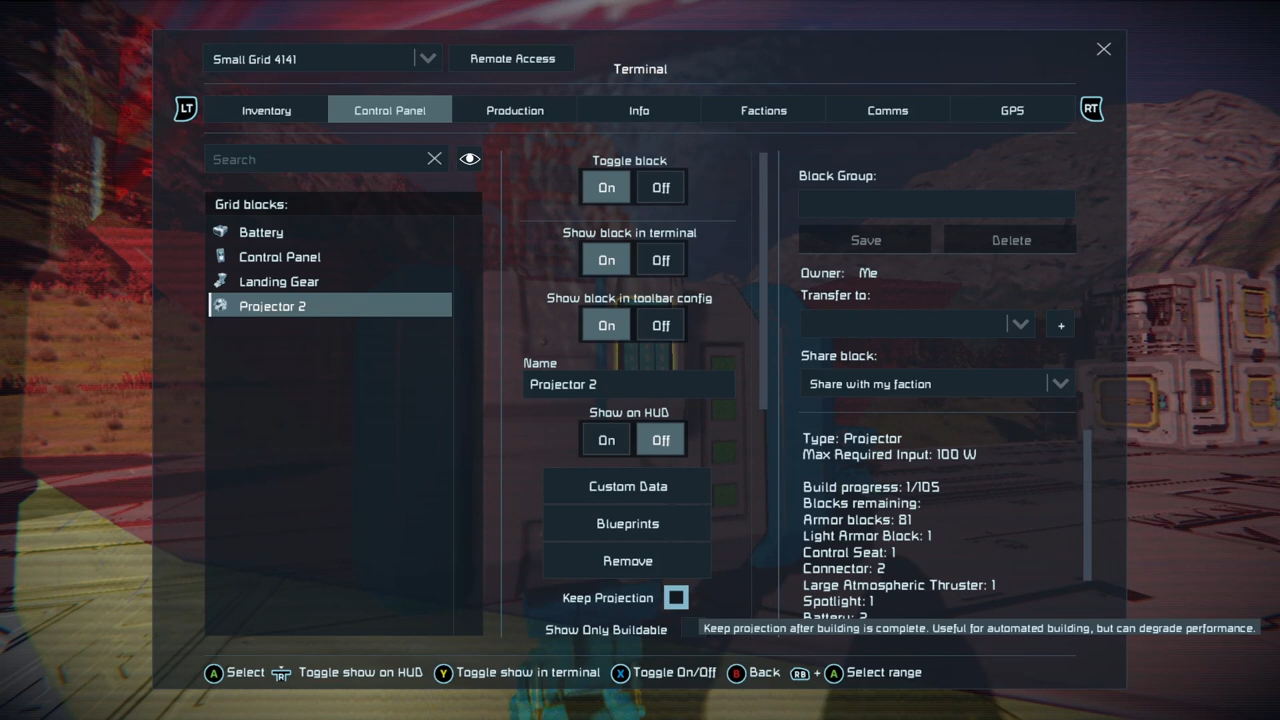 Small Grid 4141
Remote Access
Terminal
LT
Inventory
Control Panel
Production
Info
Factions
Comms
GPS
RT
Search
Grid blocks:
Battery
Control Panel
Landing Gear
Projector 2
Toggle block
On Off
Show block in terminal
On Off
Show block in toolbar config
On Off
Name
Projector 2
Show on HUD
On Off
Custom Data
Blueprints
Remove
Keep Projection
Show Only Buildable
Block Group:
Save Delete
Owner: Me
Transfer to:
+
Share block:
Share with my faction
Type: Projector
Max Required Input: 100 W
Build progress: 1/105
Blocks remaining:
Armor blocks: 81
Light Armor Block: 1
Control Seat: 1
Connector: 2
Large Atmospheric Thruster: 1
Spotlight: 1
Battery: 2
Keep projection after building is complete. Useful for automated building, but can degrade performance.
A Select R Toggle show on HUD Y Toggle show in terminal X Toggle On/Off B Back RB + A Select range